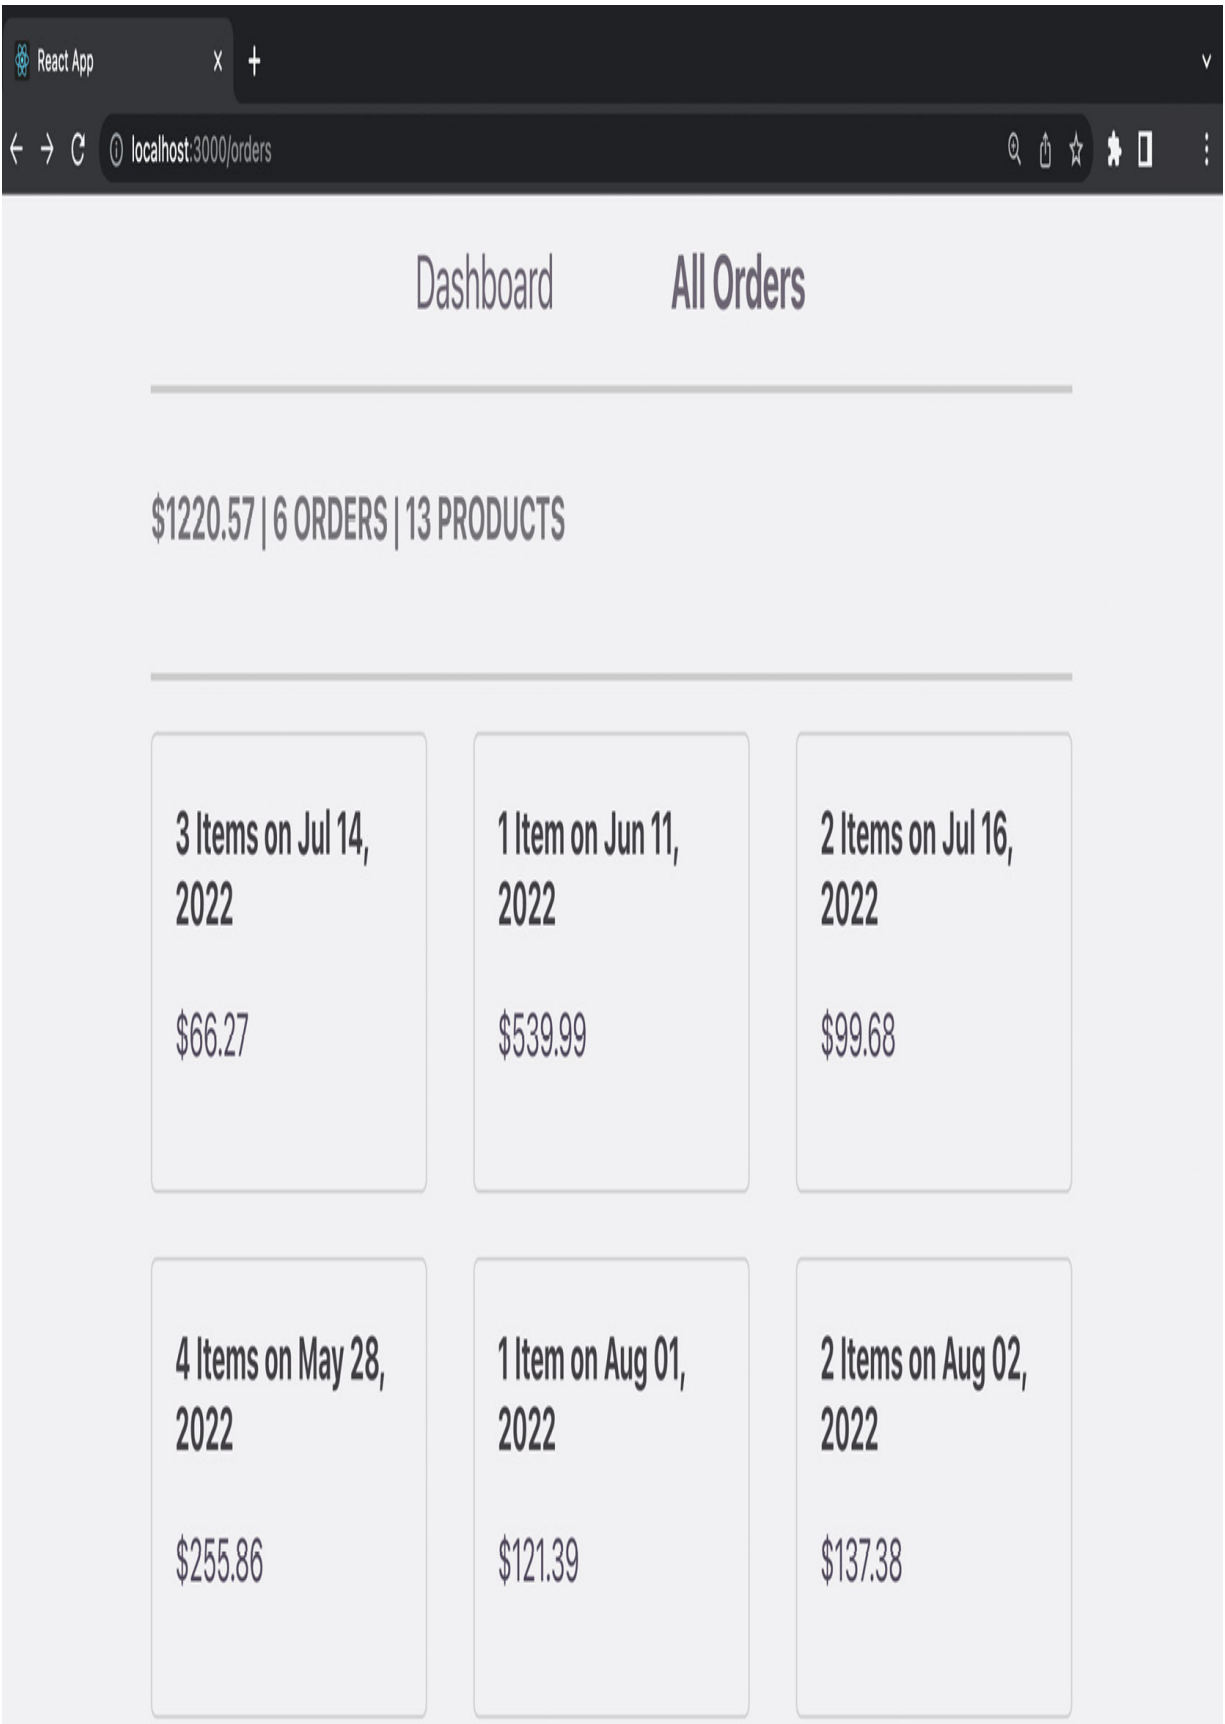 React App
localhost:3000/orders
Dashboard All Orders
$1220.57 | 6 ORDERS | 13 PRODUCTS
3 Items on Jul 14,
2022
$66.27
1 Item on Jun 11,
2022
$539.99
2 Items on Jul 16,
2022
$99.68
4 Items on May 28,
2022
$255.86
1 Item on Aug 01,
2022
$121.39
2 Items on Aug 02,
2022
$137.38